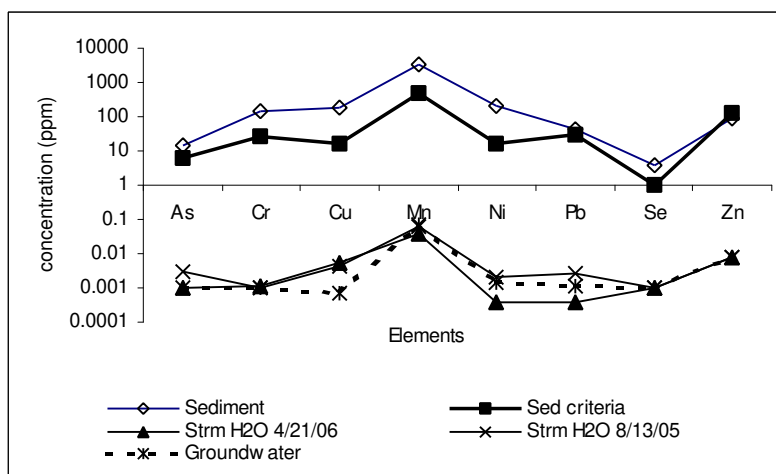 10000
1000
100
10
1
0.1
0.01
0.001
0.0001
concentration (ppm)
As Cr Cu Mn Ni Pb Se Zn
Elements
Sediment Sed criteria
Strm H2O 4/21/06 Strm H2O 8/13/05
Groundwater